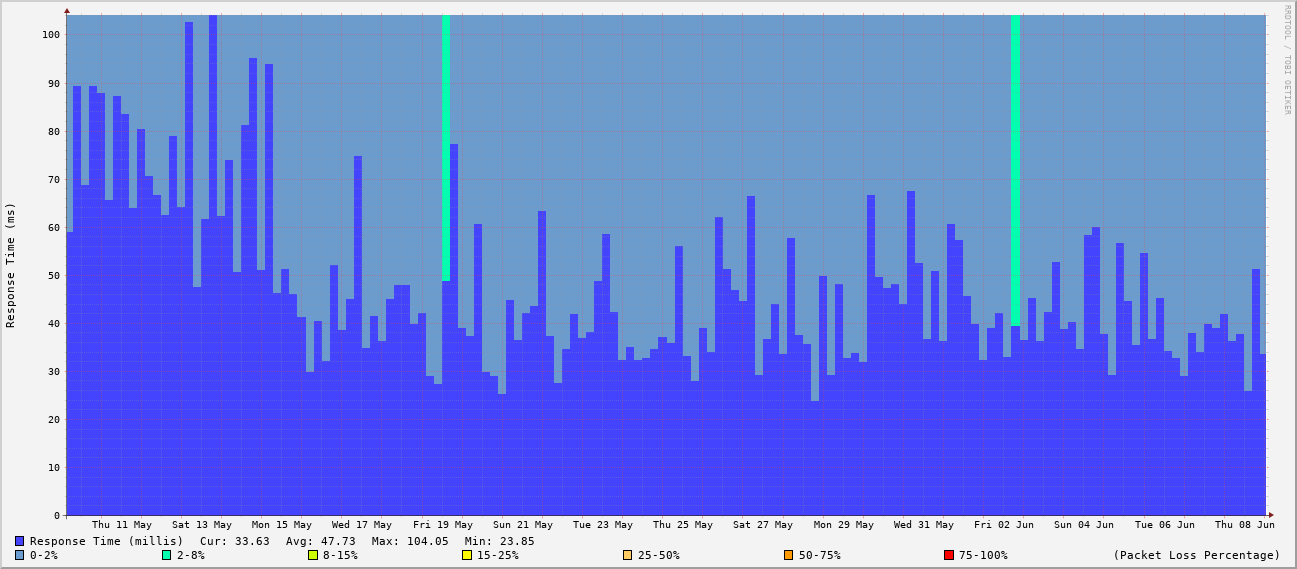 RRDTOOL / TOBI OETIKER
Response Time (ms)
100
90
80
70
60
50
40
30
20
10
0
Thu 11 May Sat 13 May Mon 15 May Wed 17 May Fri 19 May Sun 21 May Tue 23 May Thu 25 May Sat 27 May Mon 29 May Wed 31 May Fri 02 Jun Sun 04 Jun Tue 06 Jun Thu 08 Jun
Response Time (millis) Cur: 33.63 Avg: 47.73 Max: 104.05 Min: 23.85
0-2% 2-8% 8-15% 15-25% 25-50% 50-75% 75-100% (Packet Loss Percentage)